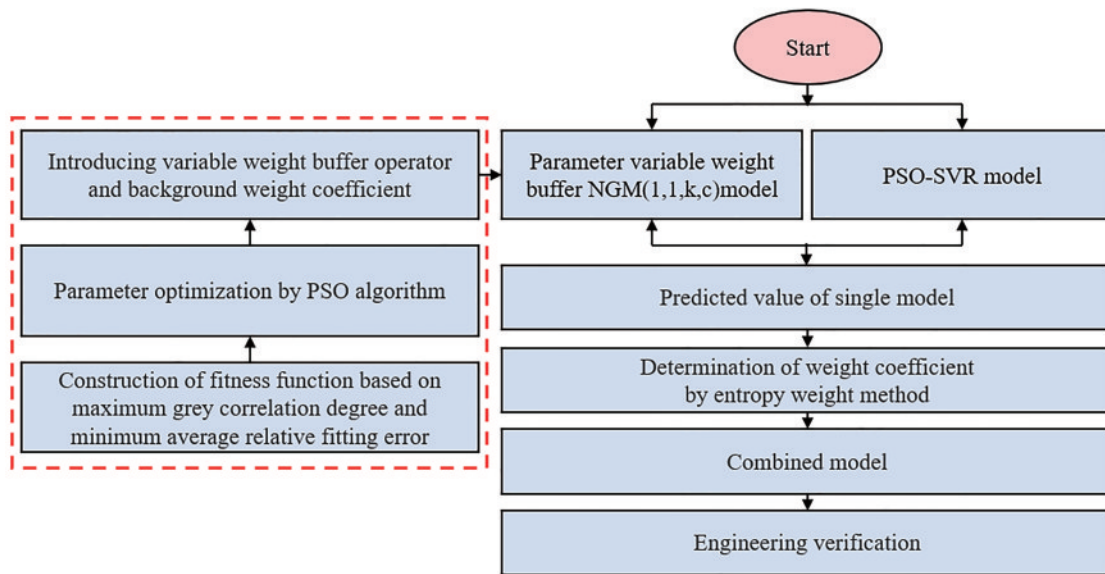 Start
Introducing variable weight buffer operator
and background weight coefficient
Parameter variable weight
buffer NGM(1,1,k,c)model
PSO-SVR model
Parameter optimization by PSO algorithm
Predicted value of single model
Construction of fitness function based on
maximum grey correlation degree and
minimum average relative fitting error
Determination of weight coefficient
by entropy weight method
Combined model
Engineering verification